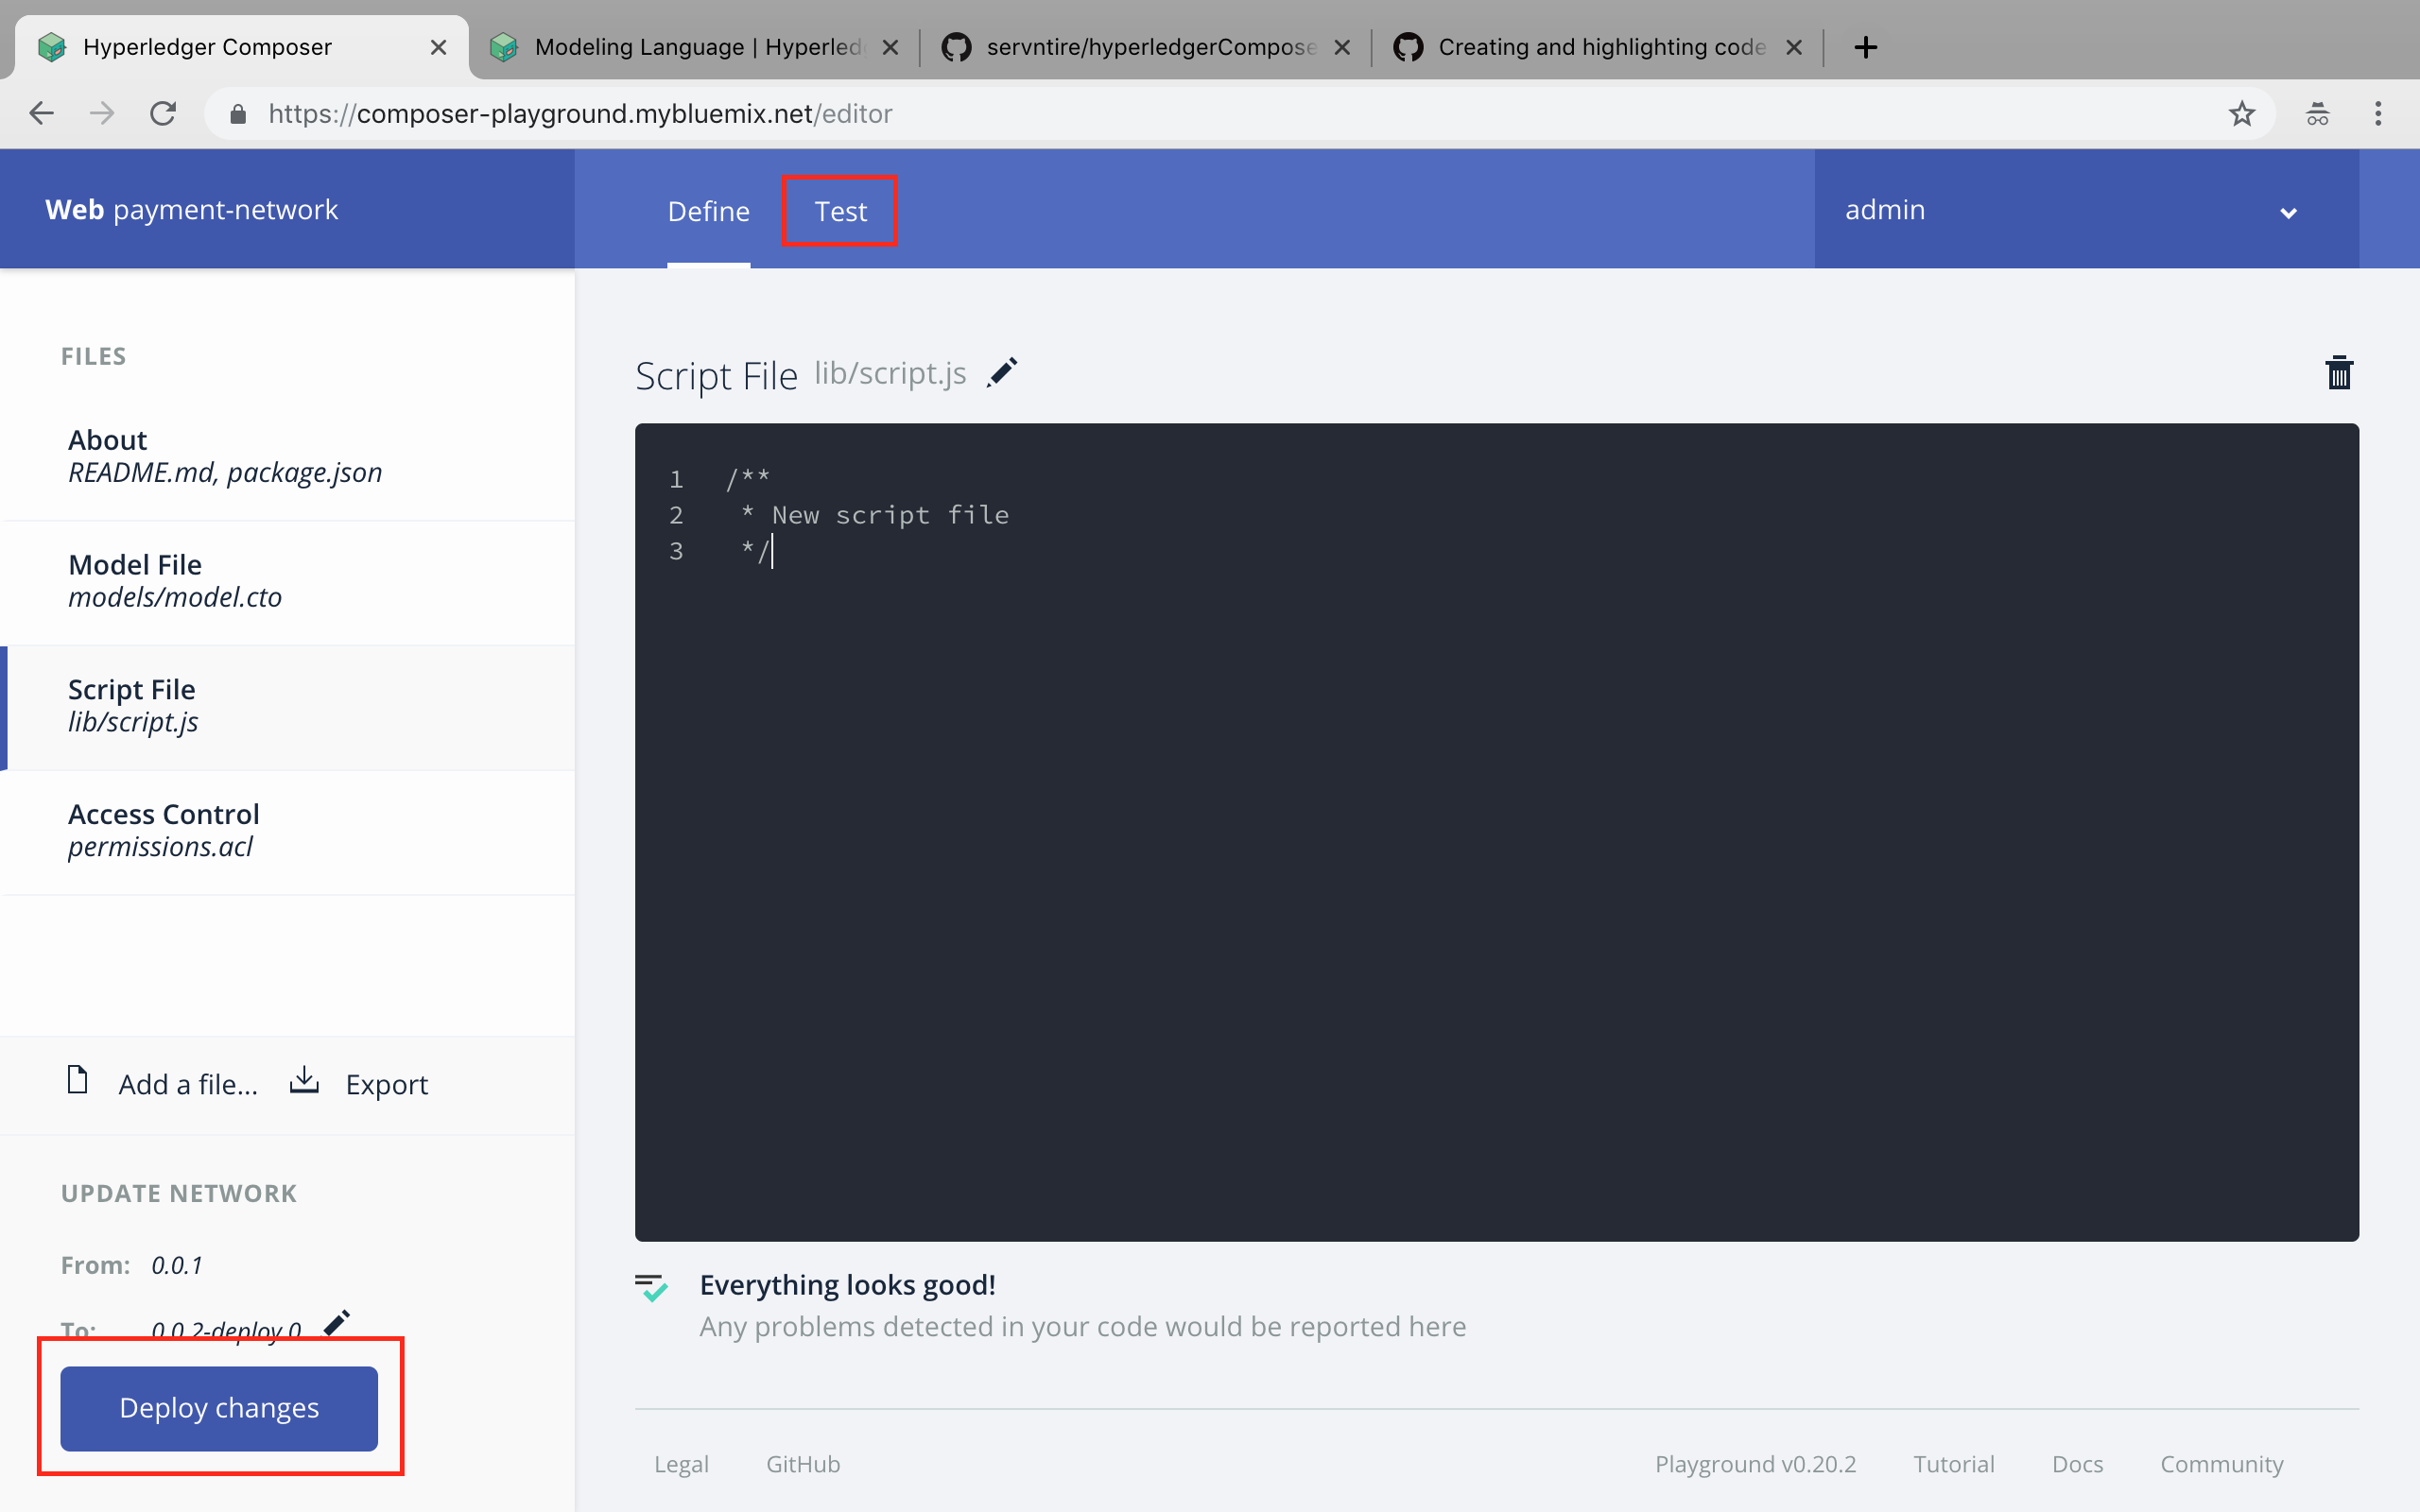 Hyperledger Composer
Modeling Language | Hyperled
servntire/hyperledgerCompose
Creating and highlighting code
https://composer-playground.mybluemix.net/editor
Web payment-network
Define
Test
admin
FILES
About
README.md, package.json
Model File
models/model.cto
Script File
lib/script.js
Access Control
permissions.acl
Add a file...
Export
UPDATE NETWORK
From: 0.0.1
To: 0.0.2-deploy.0
Deploy changes
Script File lib/script.js
1 /**
2 * New script file
3 */
Everything looks good!
Any problems detected in your code would be reported here
Legal
GitHub
Playground v0.20.2
Tutorial
Docs
Community